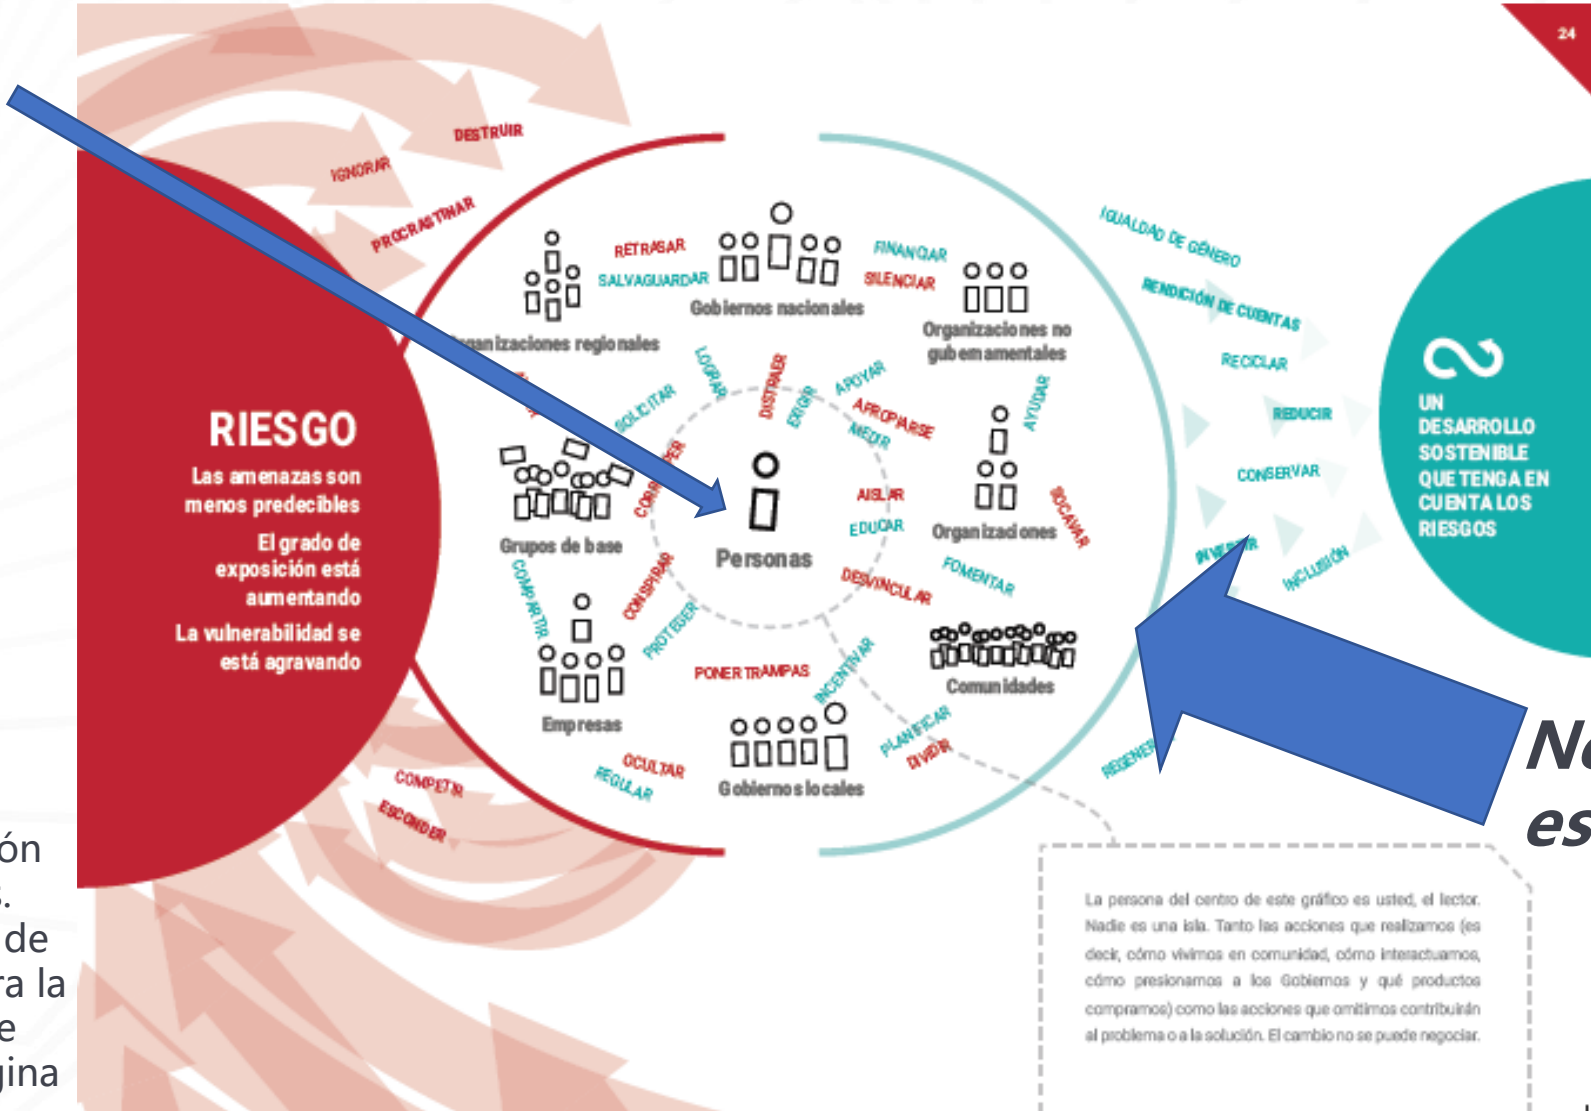 24
DESTRUIR
IGNORAR
PROCRASTINAR
IGUALDAD DE GÉNERO
RENDICIÓN DE CUENTAS
RECICLAR
REDUCIR
CONSERVAR
INCLUSIÓN
RETRASAR
SALVAGUARDAR
Gobiernos nacionales
FINANCIAR
SILENCIAR
Organizaciones no
gubernamentales
regionales
LOGRAR
DISTRAER
EXIGIR
APOYAR
APROPIARSE
MEDIR
AYUDAR
SOLICITAR
RIESGO
Las amenazas son
menos predecibles
El grado de
exposición está
aumentando
La vulnerabilidad se
está agravando
Grupos de base
Personas
AISLAR
EDUCAR
Organizaciones
SOCAVAR
UN
DESARROLLO
SOSTENIBLE
QUE TENGA EN
CUENTA LOS
RIESGOS
COMPARTIR
CONSPIRAR
PROTEGER
DESVINCULAR
FOMENTAR
Empresas
PONER TRAMPAS
INCENTIVAR
Comunidades
PLANIFICAR
DIVIDIR
OCULTAR
REGULAR
Gobiernos locales
COMPETIR
ESCONDER
es
La persona del centro de este gráfico es usted, el lector.
Nadie es una isla. Tanto las acciones que realizamos (es
decir, cómo vivimos en comunidad, cómo interactuamos,
cómo presionamos a los Gobiernos y qué productos
compramos) como las acciones que omitimos contribuirán
al problema o a la solución. El cambio no se puede negociar.
ón
s.
de
ra la
e
gina